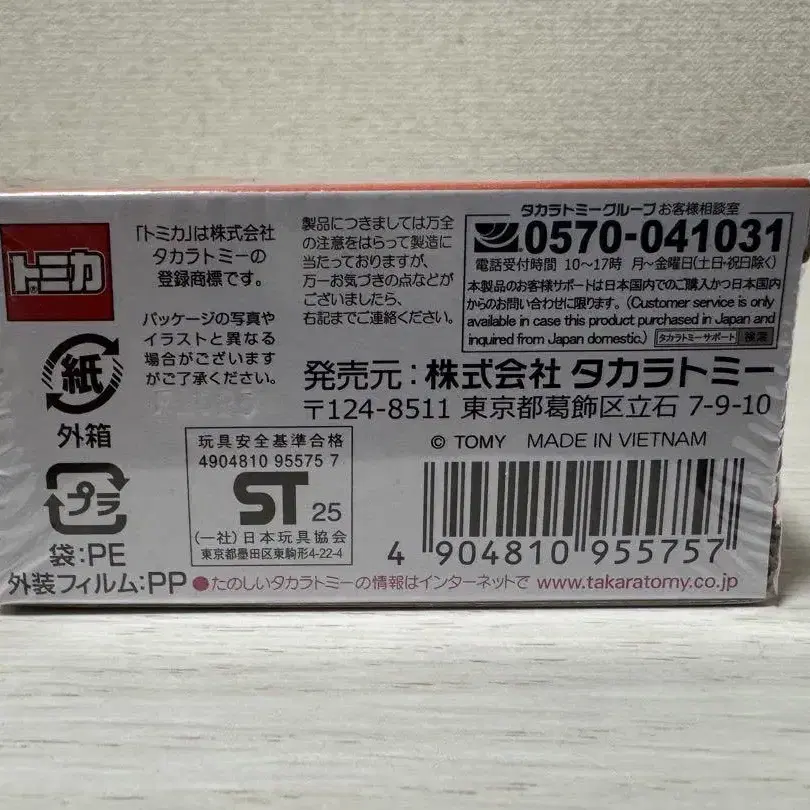 トミカ
®
「トミカ」は株式会社
タカラトミーの
登録商標です。
パッケージの写真や
イラストと異なる
場合がございます
がご了承ください。
製品につきましては万全
の注意をはらって製造に
当たっておりますが、
万一お気づきの点などが
ございましたら、
右記までご連絡ください。
タカラトミーグループ お客様相談室
0570-041031
電話受付時間 10〜17時 月〜金曜日(土日・祝日除く)
本製品のお客様サポートは日本国内でのご購入かつ日本国内
からのお問い合わせに限ります。(Customer service is only
available in case this product purchased in Japan and
inquired from Japan domestic.) タカラトミーサポート 検索
発売元:株式会社 タカラトミー
〒124-8511 東京都葛飾区立石 7-9-10
© TOMY MADE IN VIETNAM
紙
外箱
プラ
袋:PE
外装フィルム:PP
玩具安全基準合格
4904810 95575 7
ST 25
(一社)日本玩具協会
東京都墨田区東駒形4-22-4
4 904810 955757
●たのしいタカラトミーの情報はインターネットで www.takaratomy.co.jp